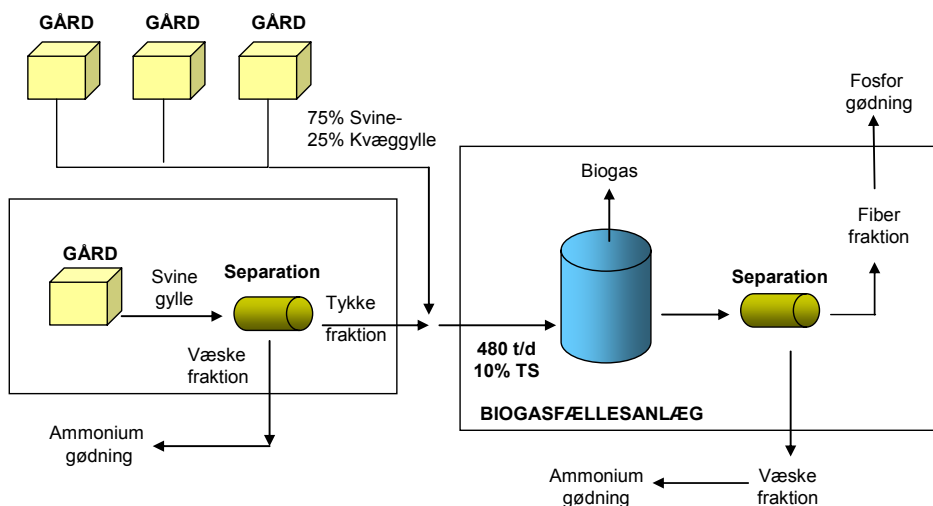 GÅRD
GÅRD
GÅRD
75% Svine-
25% Kvæggylle
Fosfor
gødning
Biogas
Fiber
fraktion
GÅRD
Svine
gylle
Separation
Tykke
fraktion
Væske
fraktion
Ammonium
gødning
480 t/d
10% TS
Separation
BIOGASFÆLLESANLÆG
Ammonium
gødning
Væske
fraktion